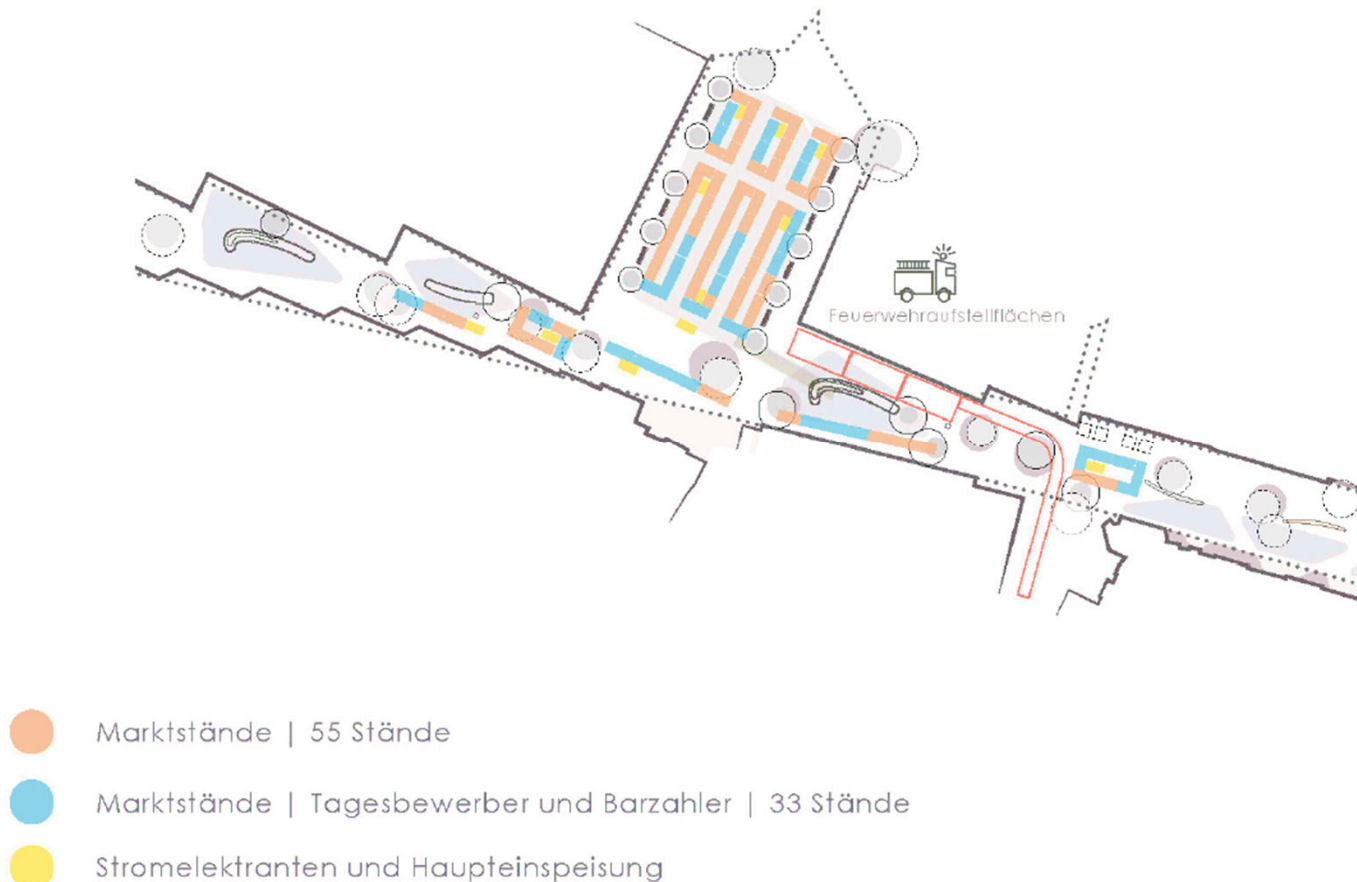 Feuerwehraufstellflächen
Marktstände | 55 Stände
Marktstände | Tagesbewerber und Barzahler | 33 Stände
Stromelektranten und Haupteinspeisung